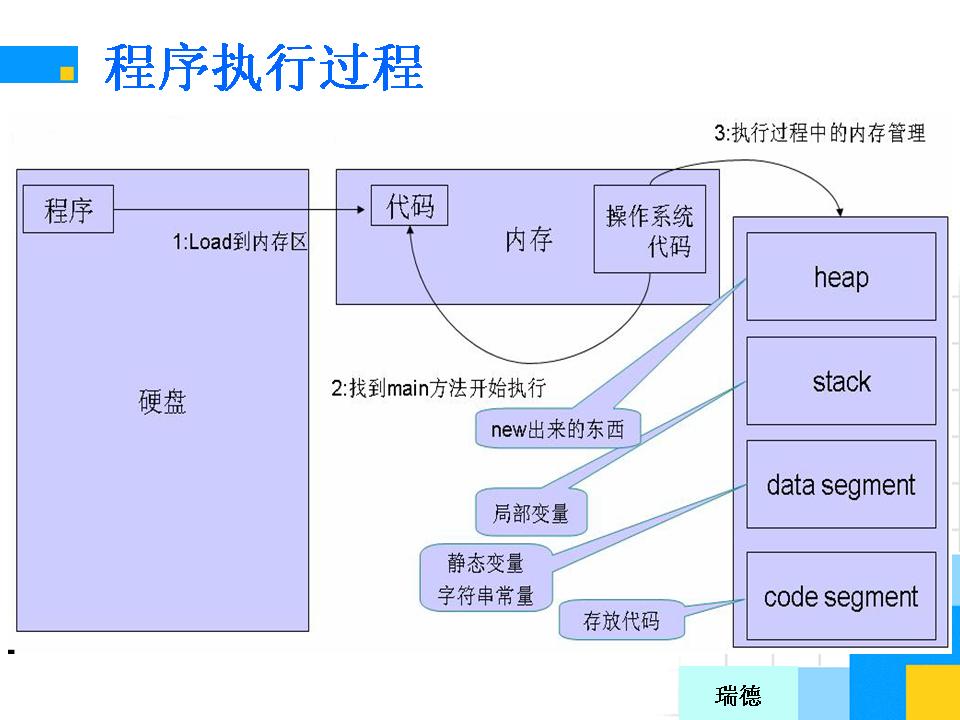 程序执行过程
3:执行过程中的内存管理
程序
代码
操作系统
代码
1:Load到内存区
内存
heap
硬盘
2:找到main方法开始执行
stack
new出来的东西
data segment
局部变量
静态变量
字符串常量
code segment
存放代码
瑞德